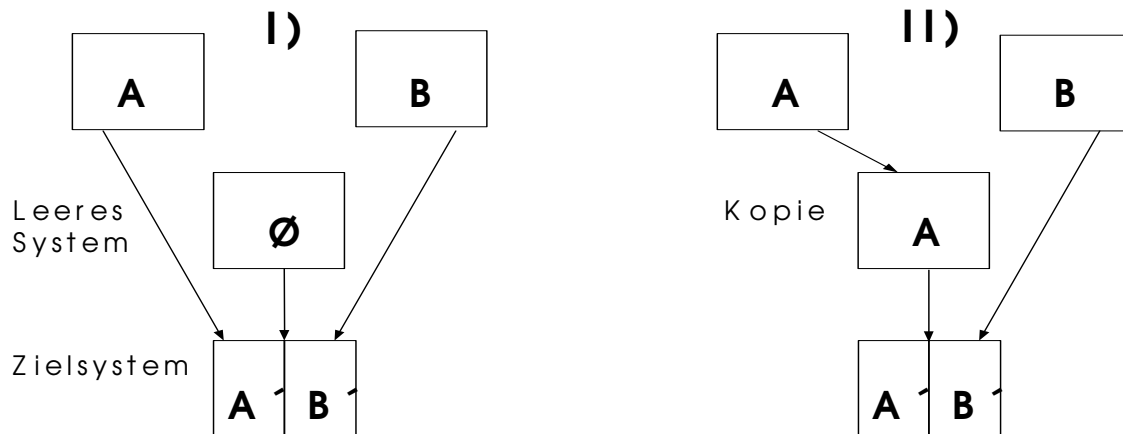 I)
II)
A
B
A
B
Leeres
System
Ø
Kopie
A
Zielsystem
A´
B´
A´
B´